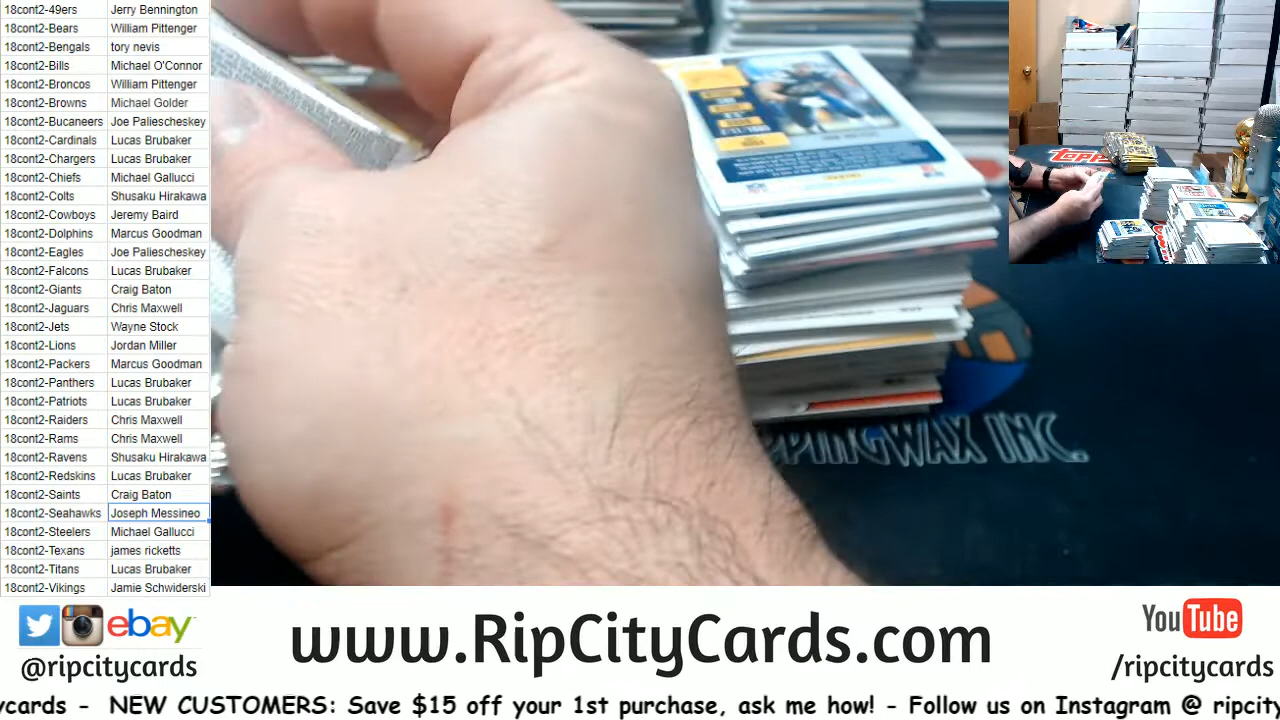 18cont2-49ers Jerry Bennington
18cont2-Bears William Pittenger
18cont2-Bengals tory nevis
18cont2-Bills Michael O'Connor
18cont2-Broncos William Pittenger
18cont2-Browns Michael Golder
18cont2-Bucaneers Joe Paliescheskey
18cont2-Cardinals Lucas Brubaker
18cont2-Chargers Lucas Brubaker
18cont2-Chiefs Michael Gallucci
18cont2-Colts Shusaku Hirakawa
18cont2-Cowboys Jeremy Baird
18cont2-Dolphins Marcus Goodman
18cont2-Eagles Joe Paliescheskey
18cont2-Falcons Lucas Brubaker
18cont2-Giants Craig Baton
18cont2-Jaguars Chris Maxwell
18cont2-Jets Wayne Stock
18cont2-Lions Jordan Miller
18cont2-Packers Marcus Goodman
18cont2-Panthers Lucas Brubaker
18cont2-Patriots Lucas Brubaker
18cont2-Raiders Chris Maxwell
18cont2-Rams Chris Maxwell
18cont2-Ravens Shusaku Hirakawa
18cont2-Redskins Lucas Brubaker
18cont2-Saints Craig Baton
18cont2-Seahawks Joseph Messineo
18cont2-Steelers Michael Gallucci
18cont2-Texans james ricketts
18cont2-Titans Lucas Brubaker
18cont2-Vikings Jamie Schwiderski
PPINGWAX INC.
topps
ebay
@ripcitycards
www.RipCityCards.com
YouTube
/ripcitycards
ycards - NEW CUSTOMERS: Save $15 off your 1st purchase, ask me how! - Follow us on Instagram @ ripcity